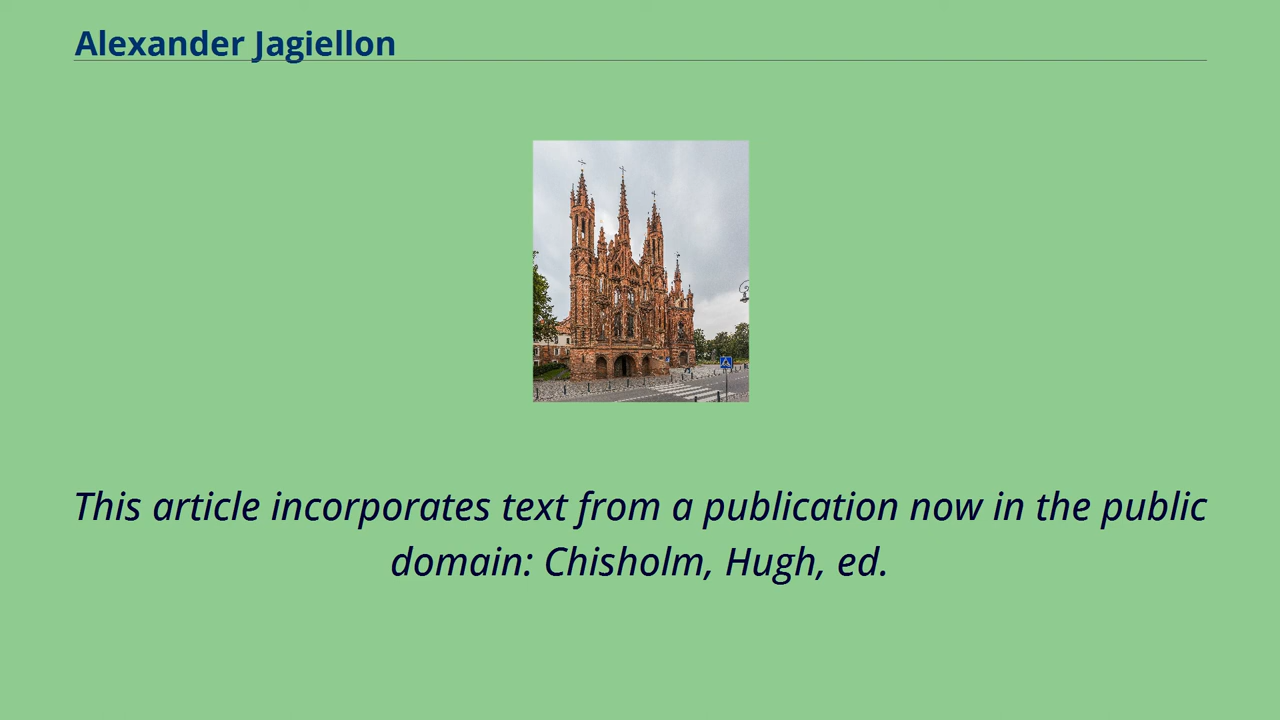 Alexander Jagiellon
This article incorporates text from a publication now in the public
domain: Chisholm, Hugh, ed.